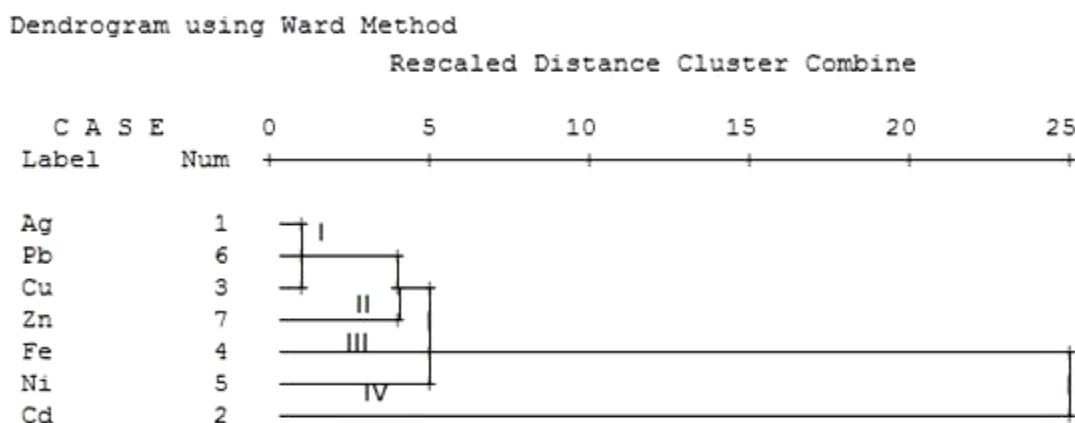 Dendrogram using Ward Method
Rescaled Distance Cluster Combine
C A S E 0 5 10 15 20 25
Label Num
Ag 1
I
Pb 6
Cu 3
II
Zn 7
III
Fe 4
Ni 5
IV
Cd 2